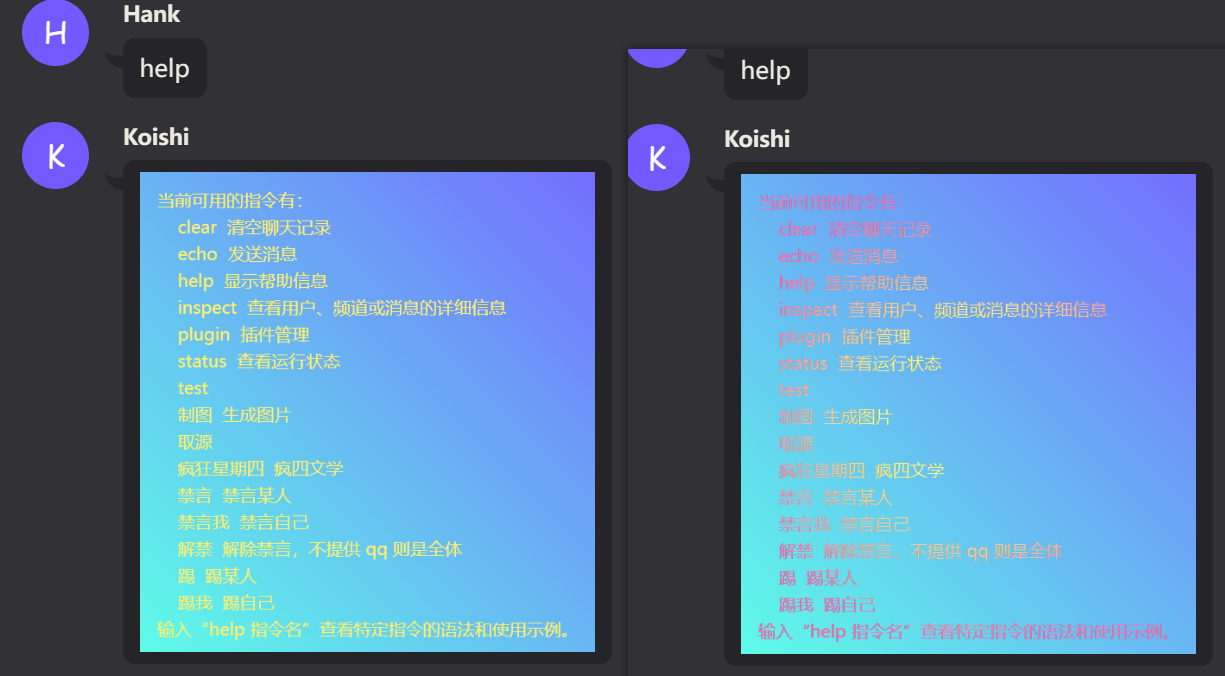 H
Hank
help
K
Koishi
当前可用的指令有：
clear 清空聊天记录
echo 发送消息
help 显示帮助信息
inspect 查看用户、频道或消息的详细信息
plugin 插件管理
status 查看运行状态
test
制图 生成图片
取源
疯狂星期四 疯四文学
禁言 禁言某人
禁言我 禁言自己
解禁 解除禁言，不提供 qq 则是全体
踢 踢某人
踢我 踢自己
输入“help 指令名”查看特定指令的语法和使用示例。
help
K
Koishi
当前可用的指令有：
clear 清空聊天记录
echo 发送消息
help 显示帮助信息
inspect 查看用户、频道或消息的详细信息
plugin 插件管理
status 查看运行状态
test
制图 生成图片
取源
疯狂星期四 疯四文学
禁言 禁言某人
禁言我 禁言自己
解禁 解除禁言，不提供 qq 则是全体
踢 踢某人
踢我 踢自己
输入“help 指令名”查看特定指令的语法和使用示例。